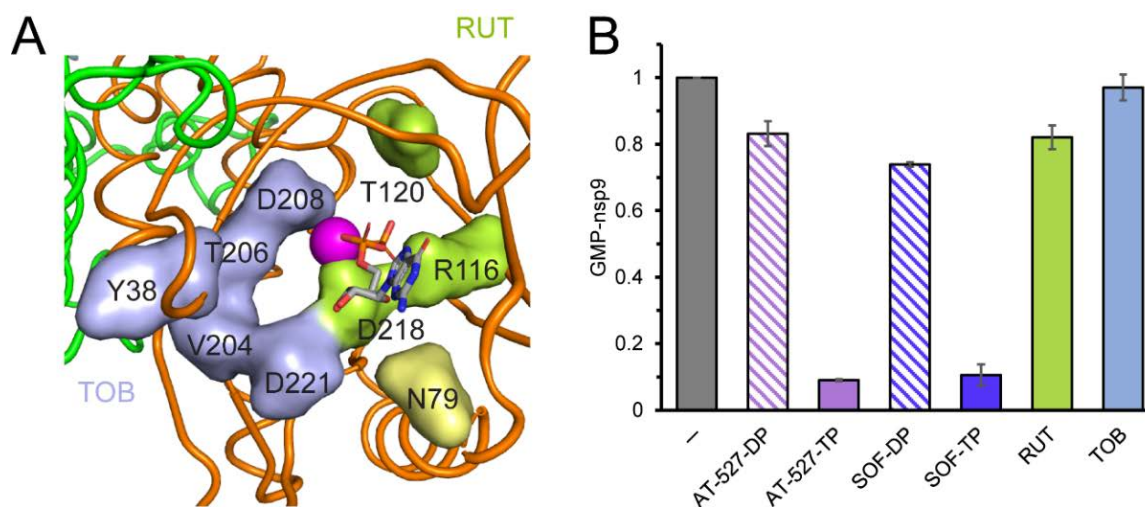 A
RUT
D208
T120
T206
Y38
R116
V204
D218
D221
N79
TOB
B
GMP-nsp9
1
0.8
0.6
0.4
0.2
0
–
AT-527-DP
AT-527-TP
SOF-DP
SOF-TP
RUT
TOB